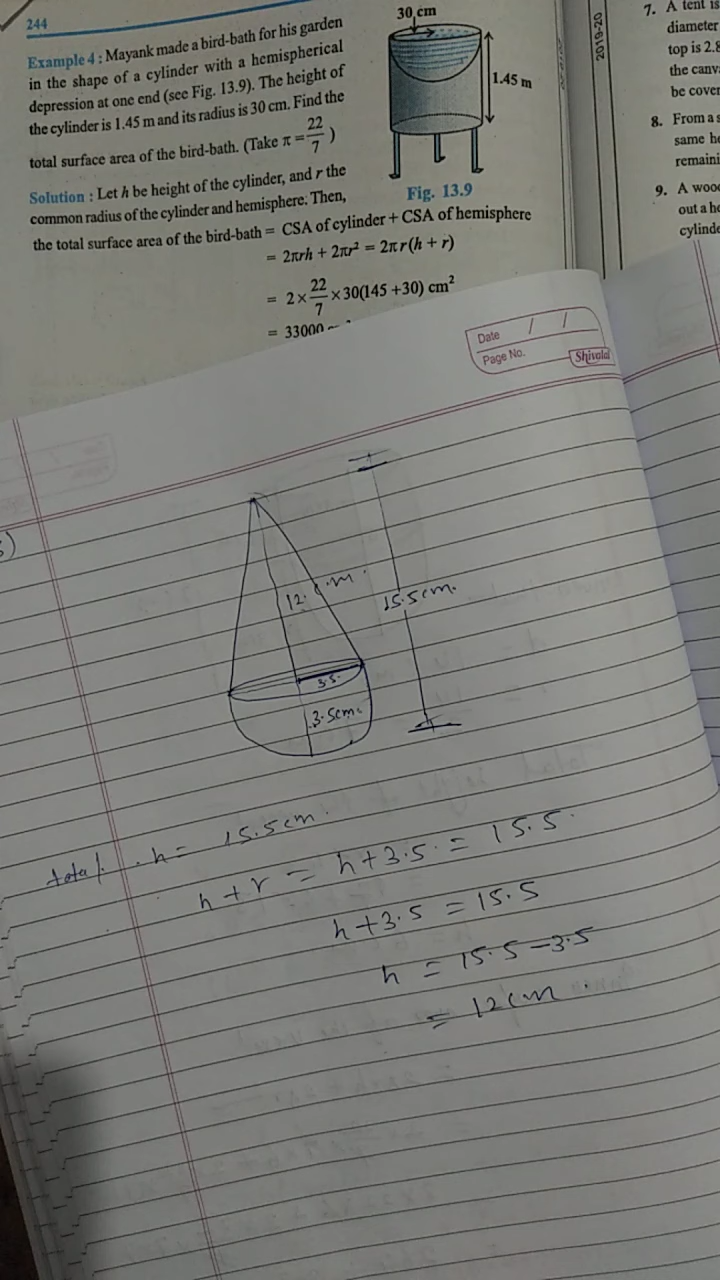 244
Example 4 : Mayank made a bird-bath for his garden
in the shape of a cylinder with a hemispherical
depression at one end (see Fig. 13.9). The height of
the cylinder is 1.45 m and its radius is 30 cm. Find the
total surface area of the bird-bath. (Take π = 22/7)
Solution : Let h be height of the cylinder, and r the
common radius of the cylinder and hemisphere. Then,
the total surface area of the bird-bath = CSA of cylinder + CSA of hemisphere
= 2πrh + 2πr² = 2πr(h + r)
= 2 × 22/7 × 30(145 + 30) cm²
= 33000
30 cm
1.45 m
Fig. 13.9
2019-20
7. A tent is
diameter
top is 2.8
the canva
be cover
8. From a s
same he
remaini
9. A woo
out a he
cylinde
Date / /
Page No.
Shivalal
12 cm.
15.5 cm.
3.5
3.5 cm.
total. h = 15.5 cm.
h + r = h + 3.5 = 15.5
h + 3.5 = 15.5
h = 15.5 - 3.5
= 12 cm.